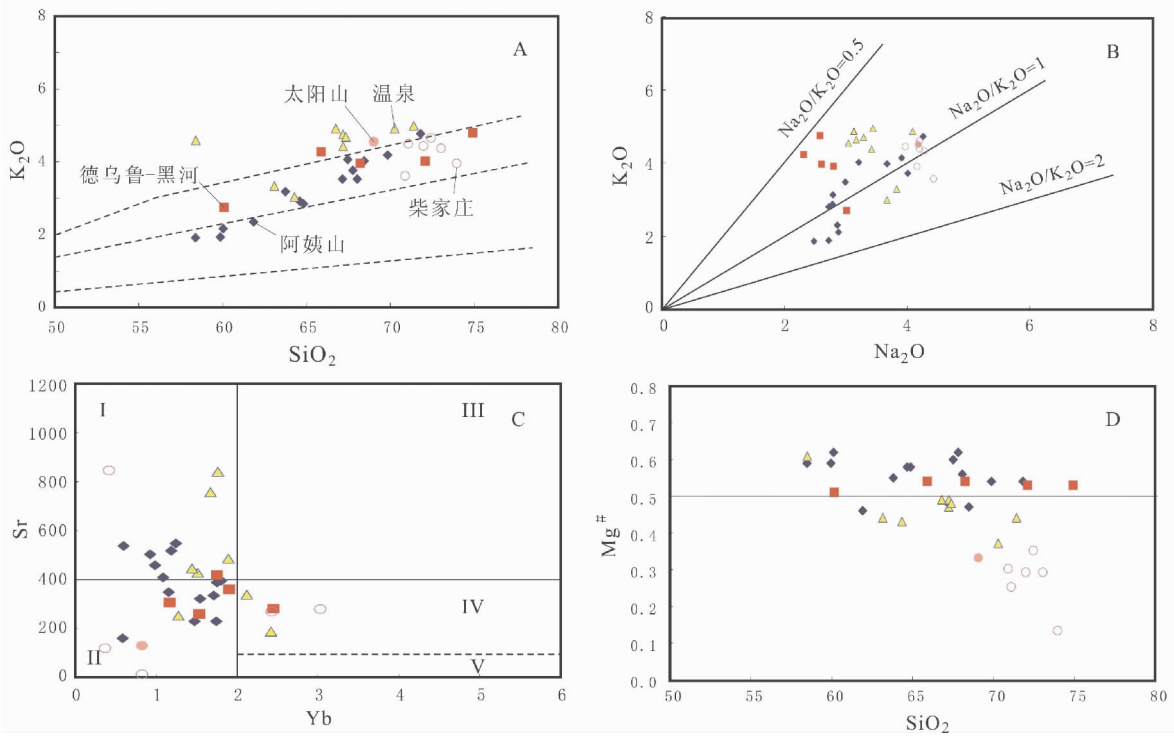 A
K₂O
8
6
4
2
0
太阳山
温泉
德乌鲁-黑河
柴家庄
阿姨山
50 55 60 65 70 75 80
SiO₂
B
K₂O
8
6
4
2
0
Na₂O/K₂O=0.5
Na₂O/K₂O=1
Na₂O/K₂O=2
0 2 4 6 8
Na₂O
C
Sr
1200
1000
800
600
400
200
0
I
III
IV
II
V
0 1 2 3 4 5 6
Yb
D
Mg#
0.8
0.7
0.6
0.5
0.4
0.3
0.2
0.1
0.0
50 55 60 65 70 75 80
SiO₂